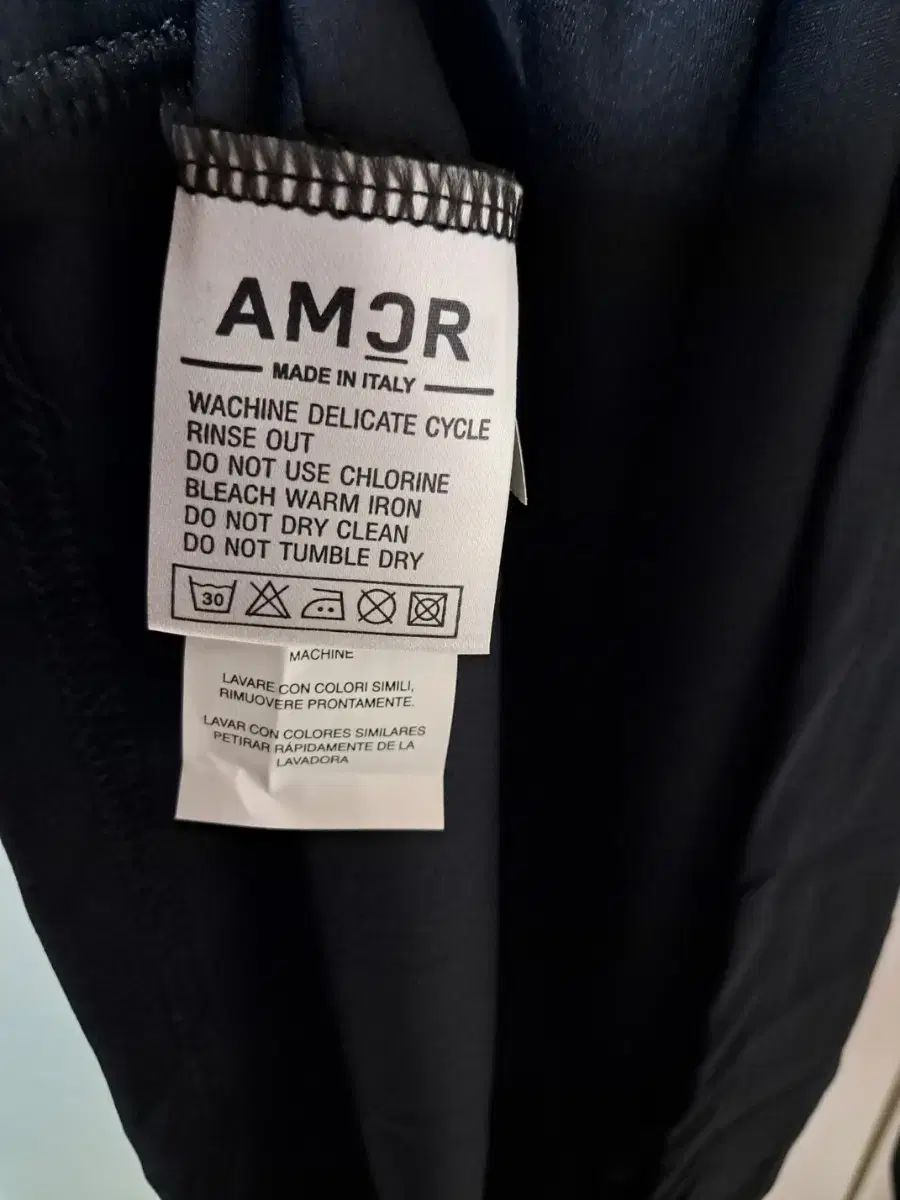 AMOR
MADE IN ITALY
WACHINE DELICATE CYCLE
RINSE OUT
DO NOT USE CHLORINE
BLEACH WARM IRON
DO NOT DRY CLEAN
DO NOT TUMBLE DRY
30
MACHINE
LAVARE CON COLORI SIMILI,
RIMUOVERE PRONTAMENTE.
LAVAR CON COLORES SIMILARES
PETIRAR RÁPIDAMENTE DE LA
LAVADORA